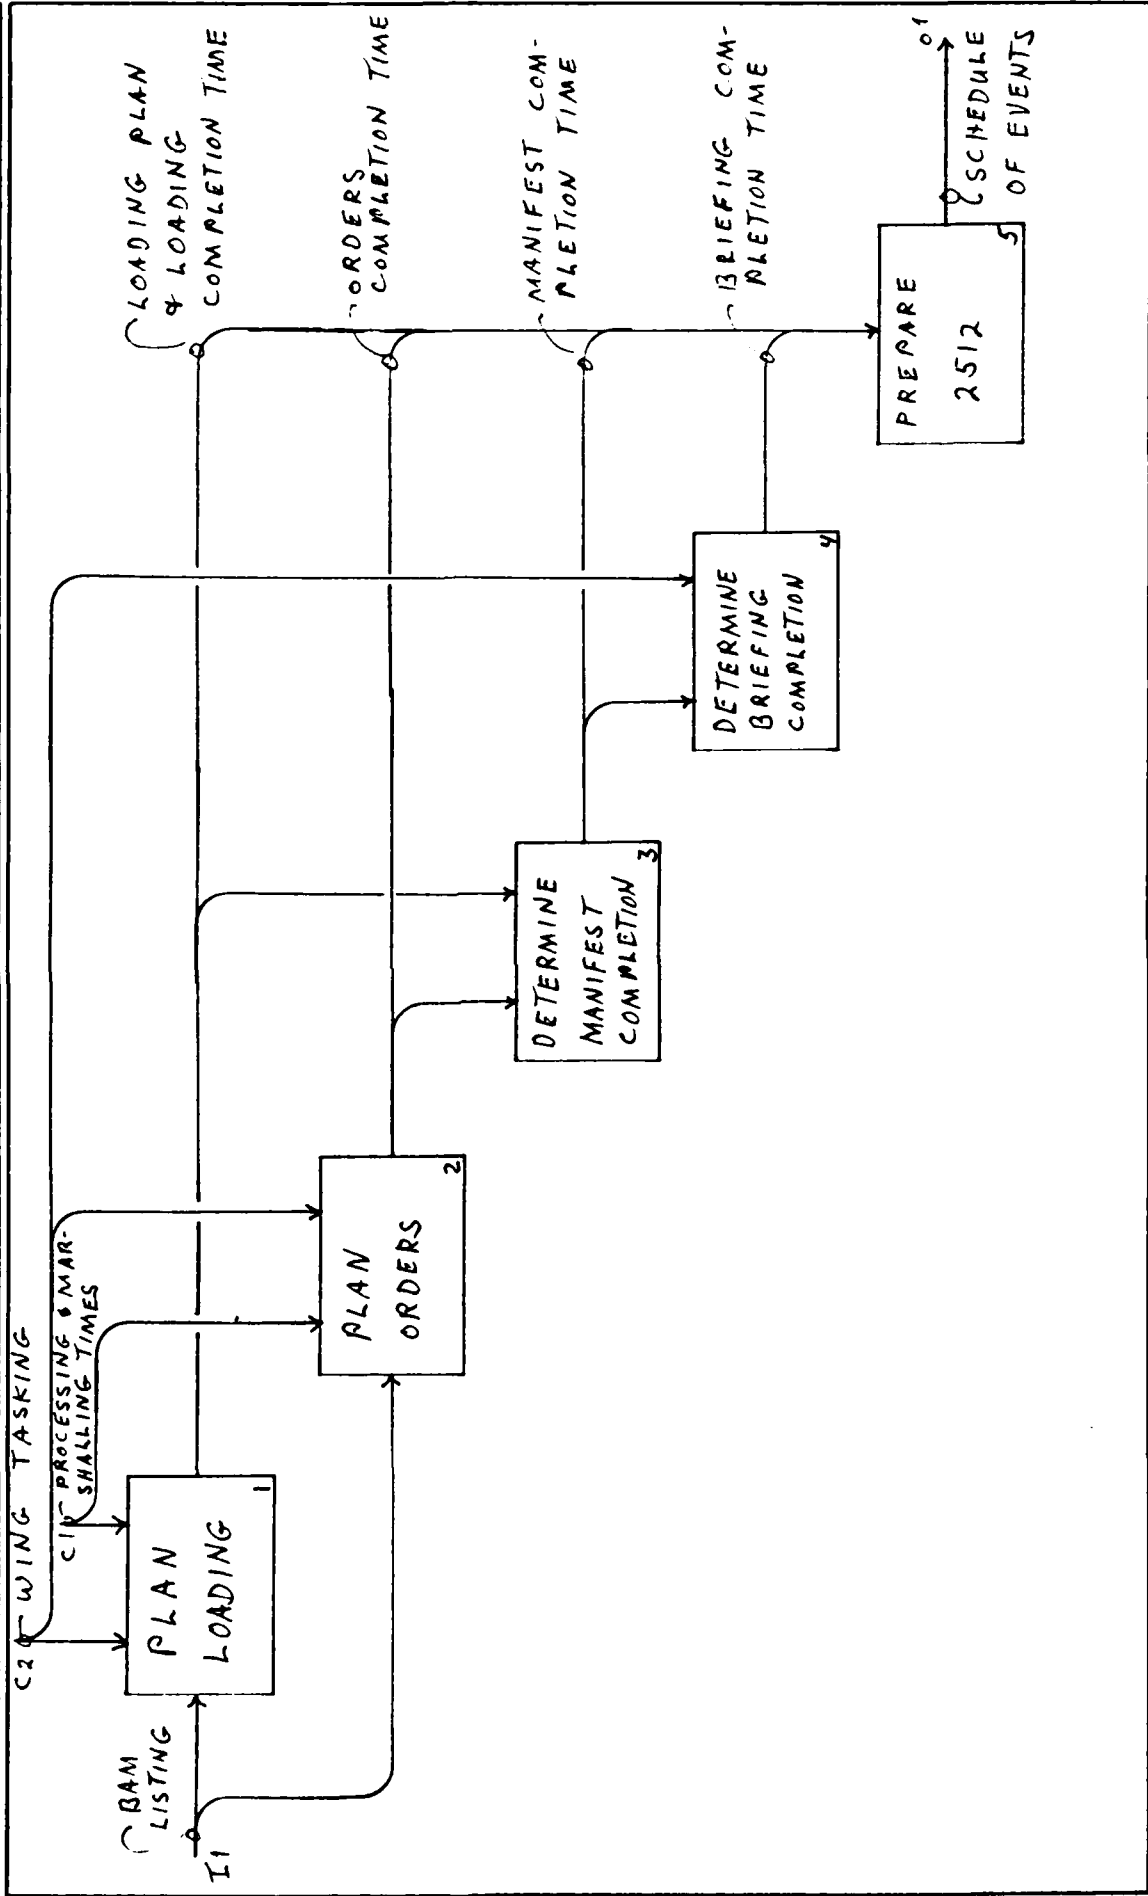 C2
WING TASKING
C1
PROCESSING & MAR-
SHALLING TIMES
BAM
LISTING
I1
PLAN
LOADING
1
PLAN
ORDERS
2
DETERMINE
MANIFEST
COMPLETION
3
DETERMINE
BRIEFING
COMPLETION
4
PREPARE
2512
5
LOADING PLAN
& LOADING
COMPLETION TIME
ORDERS
COMPLETION TIME
MANIFEST COM-
PLETION TIME
BRIEFING COM-
PLETION TIME
O1
SCHEDULE
OF EVENTS